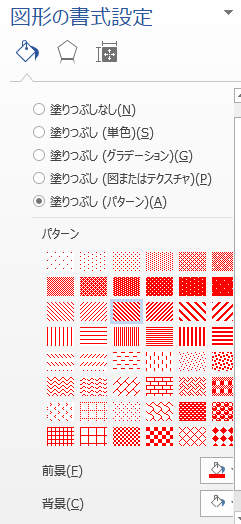 図形の書式設定
塗りつぶしなし(N)
塗りつぶし (単色)(S)
塗りつぶし (グラデーション)(G)
塗りつぶし (図またはテクスチャ)(P)
塗りつぶし (パターン)(A)
パターン
前景(F)
背景(C)